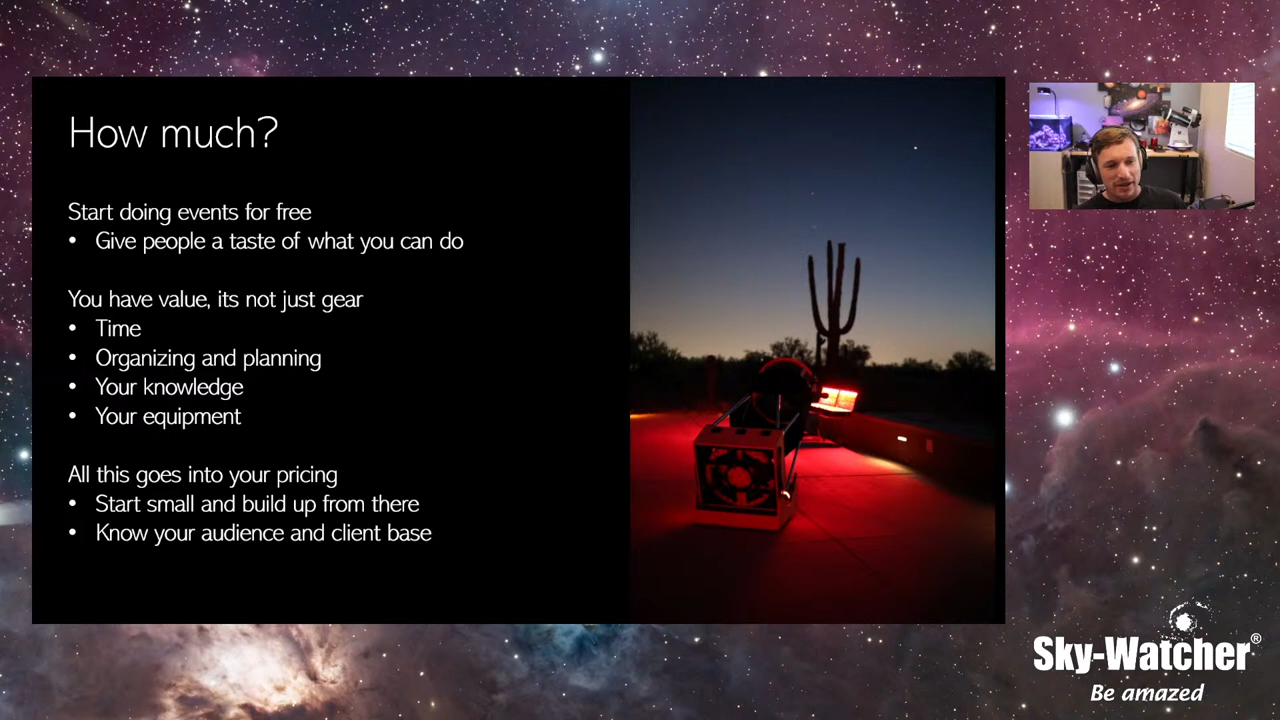 How much?
Start doing events for free
• Give people a taste of what you can do
You have value, its not just gear
• Time
• Organizing and planning
• Your knowledge
• Your equipment
All this goes into your pricing
• Start small and build up from there
• Know your audience and client base
Sky-Watcher®
Be amazed